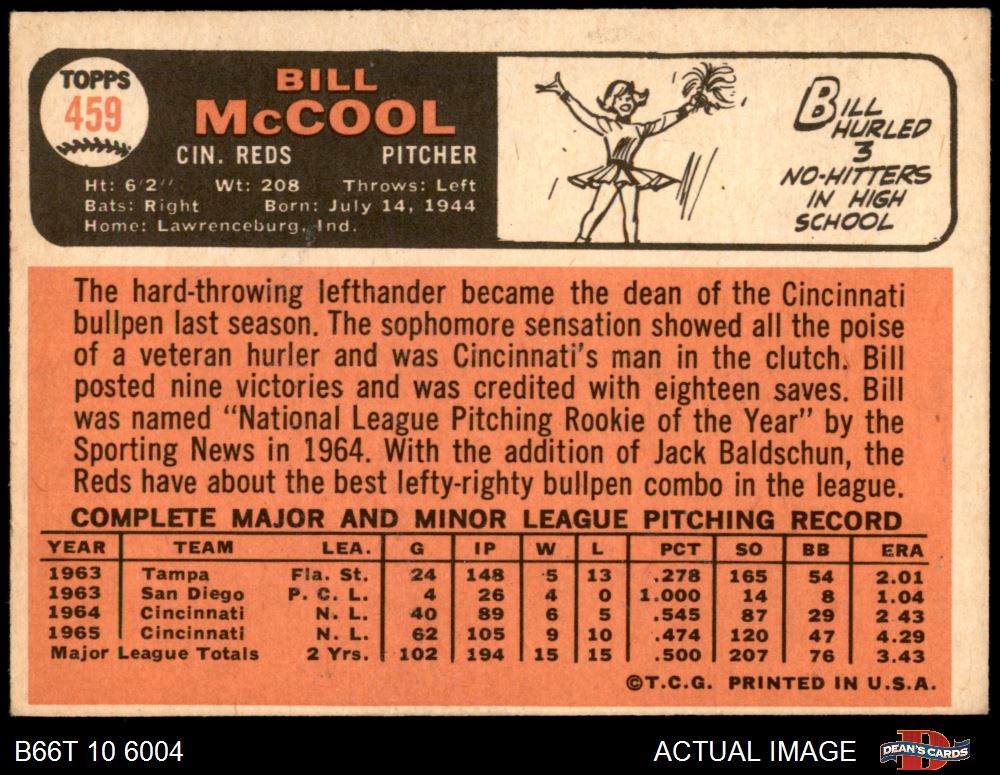 TOPPS
459
BILL
McCOOL
CIN. REDS PITCHER
Ht: 6'2" Wt: 208 Throws: Left
Bats: Right Born: July 14, 1944
Home: Lawrenceburg, Ind.
BILL
HURLED
3
NO-HITTERS
IN HIGH
SCHOOL
The hard-throwing lefthander became the dean of the Cincinnati
bullpen last season. The sophomore sensation showed all the poise
of a veteran hurler and was Cincinnati's man in the clutch. Bill
posted nine victories and was credited with eighteen saves. Bill
was named "National League Pitching Rookie of the Year" by the
Sporting News in 1964. With the addition of Jack Baldschun, the
Reds have about the best lefty-righty bullpen combo in the league.
COMPLETE MAJOR AND MINOR LEAGUE PITCHING RECORD
YEAR TEAM LEA. G IP W L PCT SO BB ERA
1963 Tampa Fla. St. 24 148 5 13 .278 165 54 2.01
1963 San Diego P. C. L. 4 26 4 0 1.000 14 8 1.04
1964 Cincinnati N. L. 40 89 6 5 .545 87 29 2.43
1965 Cincinnati N. L. 62 105 9 10 .474 120 47 4.29
Major League Totals 2 Yrs. 102 194 15 15 .500 207 76 3.43
©T.C.G. PRINTED IN U.S.A.
B66T 10 6004 ACTUAL IMAGE DEAN'S CARDS